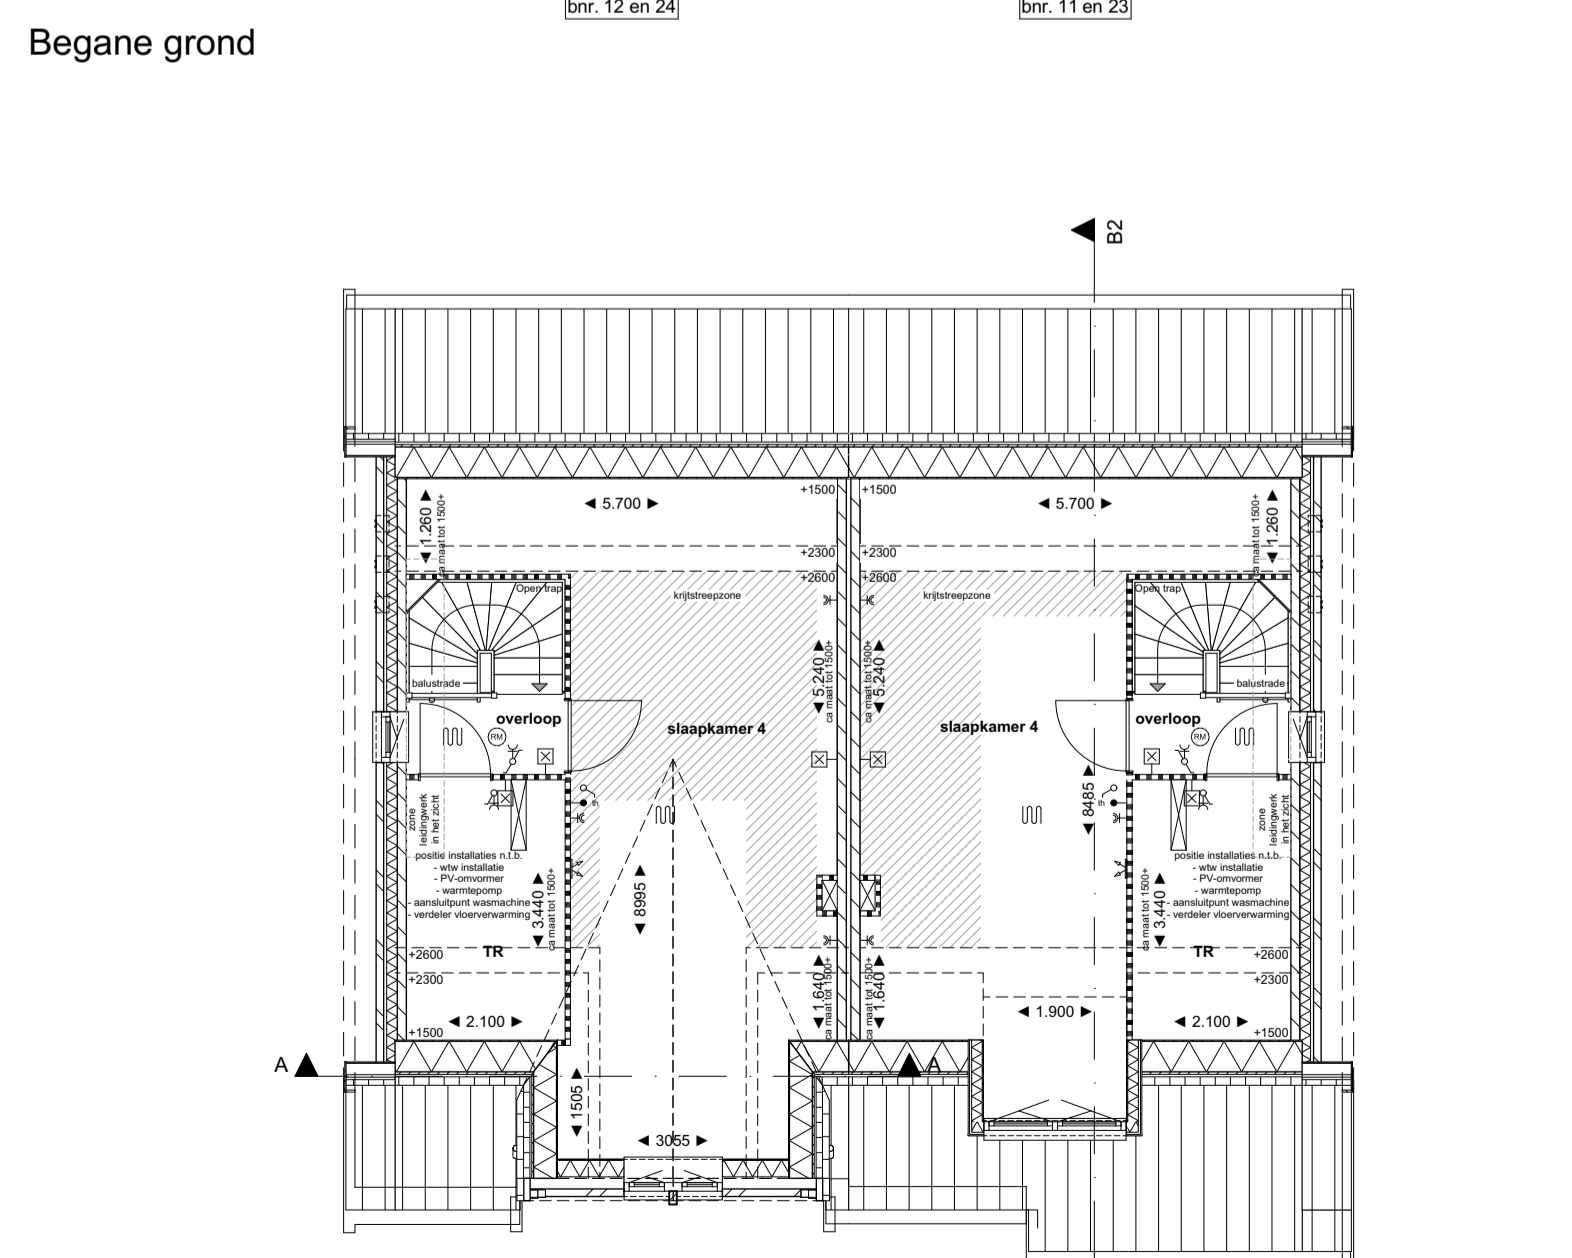 bnr. 12 en 24
bnr. 11 en 23
Begane grond
B2
+1500
+1500
5.700
5.700
1.260
ca maat tot 1500+
1.260
ca maat tot 1500+
+2300
+2300
+2600
+2600
Open trap
krijtstreepzone
krijtstreepzone
Open trap
5.240
ca maat tot 1500+
5.240
ca maat tot 1500+
balustrade
balustrade
overloop
slaapkamer 4
slaapkamer 4
overloop
RM
RM
zone
leidingwerk
in het zicht
th
8485
th
zone
leidingwerk
in het zicht
positie installaties n.t.b.
- wtw installatie
- PV-omvormer
- warmtepomp
- aansluitpunt wasmachine
- verdeler vloerverwarming
3.440
ca maat tot 1500+
8995
3.440
ca maat tot 1500+
positie installaties n.t.b.
- wtw installatie
- PV-omvormer
- warmtepomp
- aansluitpunt wasmachine
- verdeler vloerverwarming
TR
TR
+2600
+2600
+2300
+2300
1.640
ca maat tot 1500+
1.640
ca maat tot 1500+
2.100
1.900
2.100
+1500
+1500
A
A
1505
3055